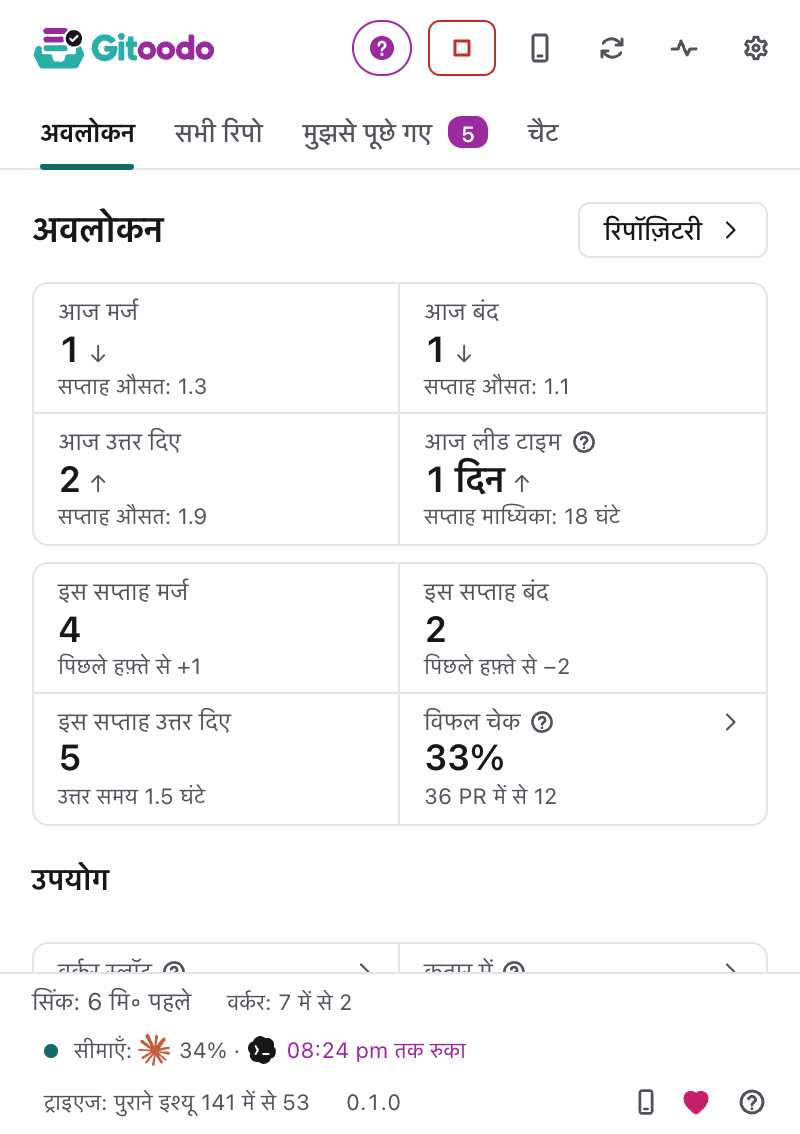 Gitoodo
अवलोकन सभी रिपो मुझसे पूछे गए 5 चैट
अवलोकन
रिपॉज़िटरी
आज मर्ज
1 ↓
सप्ताह औसत: 1.3
आज बंद
1 ↓
सप्ताह औसत: 1.1
आज उत्तर दिए
2 ↑
सप्ताह औसत: 1.9
आज लीड टाइम
1 दिन ↑
सप्ताह माध्यिका: 18 घंटे
इस सप्ताह मर्ज
4
पिछले हफ़्ते से +1
इस सप्ताह बंद
2
पिछले हफ़्ते से −2
इस सप्ताह उत्तर दिए
5
उत्तर समय 1.5 घंटे
विफल चेक
33%
36 PR में से 12
उपयोग
वर्कर स्लॉट
कतार में
सिंक: 6 मि॰ पहले वर्कर: 7 में से 2
सीमाएँ: 34% · 08:24 pm तक रुका
ट्राइएज: पुराने इश्यू 141 में से 53 0.1.0